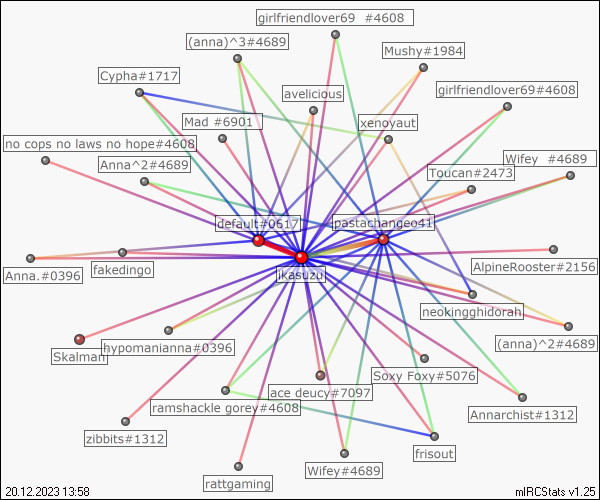 girlfriendlover69 #4608
(anna)^3#4689
Mushy#1984
Cypha#1717
avelicious
girlfriendlover69#4608
Mad #6901
xenovaut
no cops no laws no hope#4608
Anna^2#4689
Toucan#2473
Wifey #4689
default#0617
pastachangeo41
Anna.#0396
fakedingo
jkasuzu
AlpineRooster#2156
neokingghidorah
Skalman
hypomanianna#0396
(anna)^2#4689
Soxy Foxy#5076
ace deucy#7097
ramshackle gorey#4608
Annarchist#1312
zibbits#1312
frisout
Wifey#4689
rattgaming
20.12.2023 13:58
mIRCStats v1.25